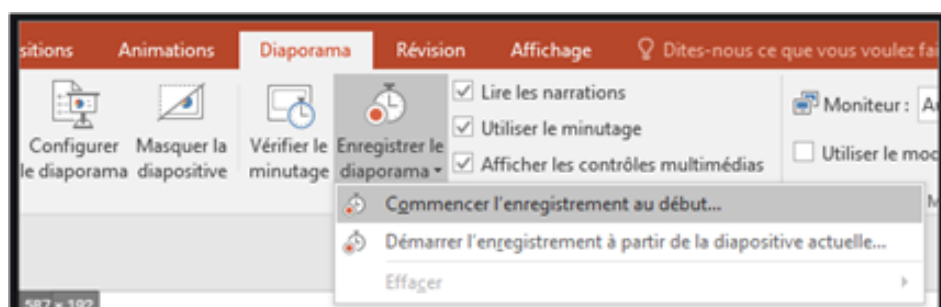 sitions Animations Diaporama Révision Affichage Dites-nous ce que vous voulez fai
Configurer le diaporama
Masquer la diapositive
Vérifier le minutage
Enregistrer le diaporama
Lire les narrations
Utiliser le minutage
Afficher les contrôles multimédias
Moniteur : A
Utiliser le mod
Commencer l'enregistrement au début...
Démarrer l'enregistrement à partir de la diapositive actuelle...
Effacer
587 × 192